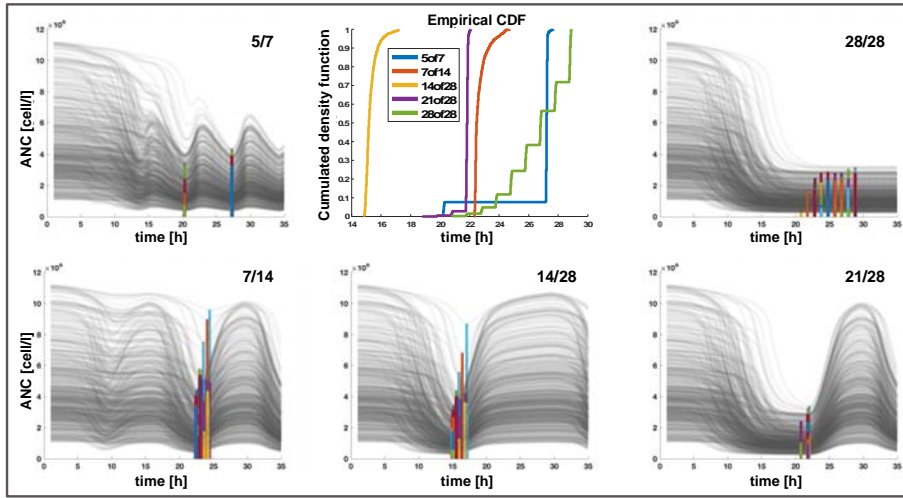 5/7
×10⁹
ANC [cell/l]
12
10
8
6
4
2
0
0 5 10 15 20 25 30 35
time [h]
Empirical CDF
Cumulated density function
1
0.9
0.8
0.7
0.6
0.5
0.4
0.3
0.2
0.1
0
5of7
7of14
14of28
21of28
28of28
14 16 18 20 22 24 26 28 30
time [h]
28/28
×10⁹
12
10
8
6
4
2
0
0 5 10 15 20 25 30 35
time [h]
7/14
×10⁹
ANC [cell/l]
12
10
8
6
4
2
0
0 5 10 15 20 25 30 35
time [h]
14/28
×10⁹
12
10
8
6
4
2
0
0 5 10 15 20 25 30 35
time [h]
21/28
×10⁹
12
10
8
6
4
2
0
0 5 10 15 20 25 30 35
time [h]